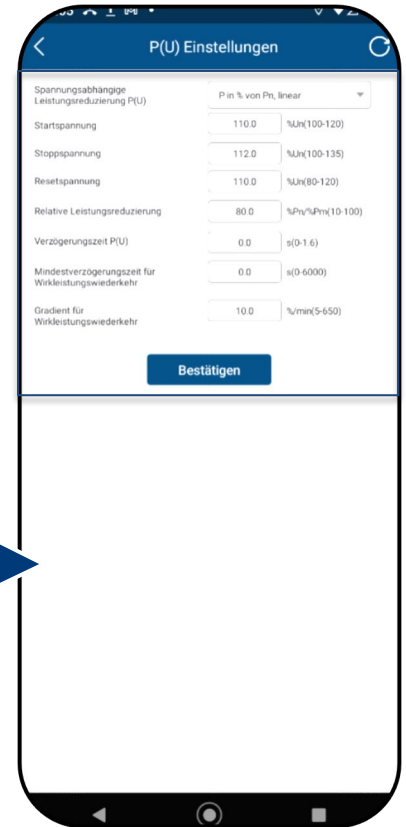 P(U) Einstellungen
Spannungsabhängige
Leistungsreduzierung P(U)
P in % von Pn, linear
Startspannung 110.0 %Un(100-120)
Stoppspannung 112.0 %Un(100-135)
Resetspannung 110.0 %Un(80-120)
Relative Leistungsreduzierung 80.0 %Pn/%Pm(10-100)
Verzögerungszeit P(U) 0.0 s(0-1.6)
Mindestverzögerungszeit für
Wirkleistungswiederkehr
0.0 s(0-6000)
Gradient für
Wirkleistungswiederkehr
10.0 %/min(5-650)
Bestätigen